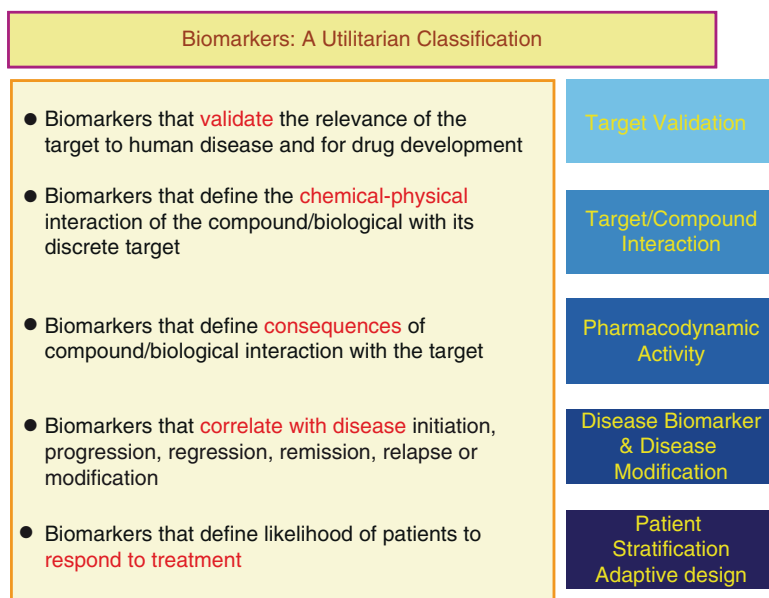 Biomarkers: A Utilitarian Classification
● Biomarkers that validate the relevance of the
target to human disease and for drug development
Target Validation
● Biomarkers that define the chemical-physical
interaction of the compound/biological with its
discrete target
Target/Compound
Interaction
● Biomarkers that define consequences of
compound/biological interaction with the target
Pharmacodynamic
Activity
● Biomarkers that correlate with disease initiation,
progression, regression, remission, relapse or
modification
Disease Biomarker
& Disease
Modification
● Biomarkers that define likelihood of patients to
respond to treatment
Patient
Stratification
Adaptive design